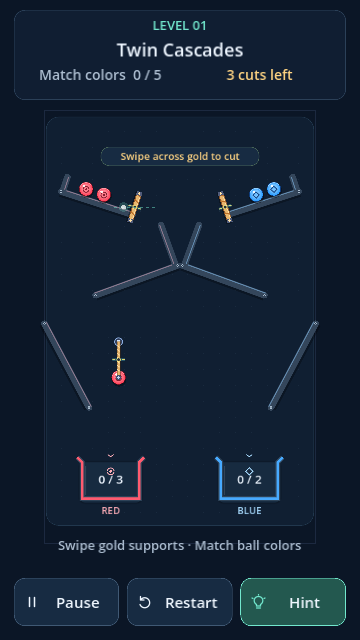 LEVEL 01
Twin Cascades
Match colors 0 / 5
3 cuts left
Swipe across gold to cut
0 / 3
0 / 2
RED
BLUE
Swipe gold supports · Match ball colors
Pause
Restart
Hint